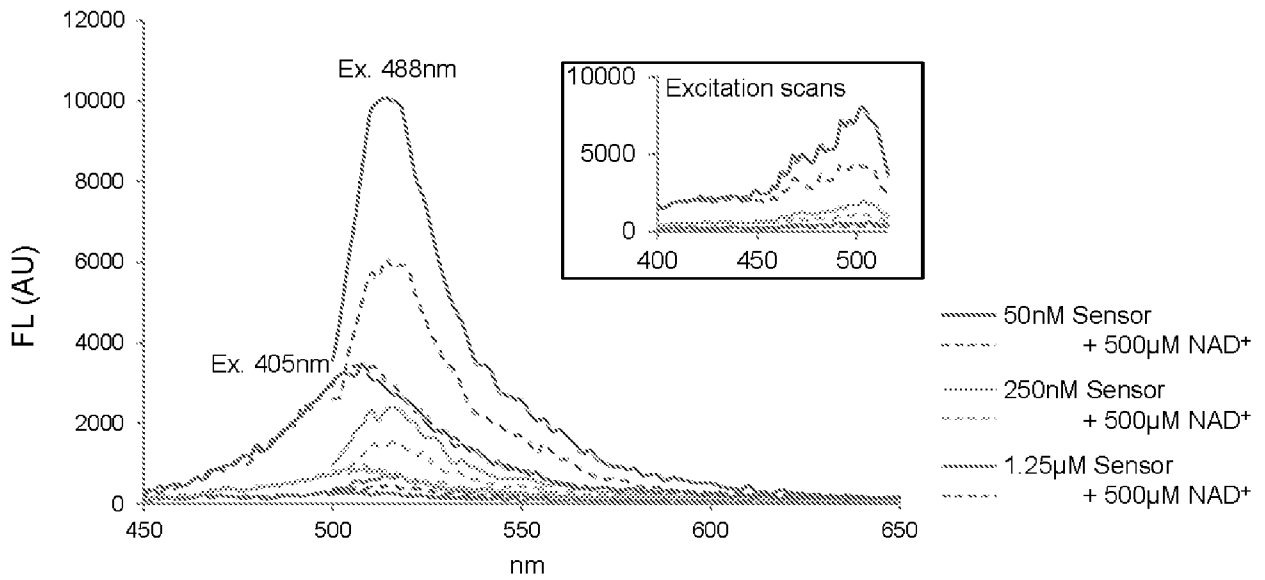 12000
10000
8000
6000
4000
2000
0
FL (AU)
450
500
550
600
650
nm
Ex. 488nm
Ex. 405nm
Excitation scans
10000
5000
0
400
450
500
50nM Sensor
+ 500µM NAD⁺
250nM Sensor
+ 500µM NAD⁺
1.25µM Sensor
+ 500µM NAD⁺